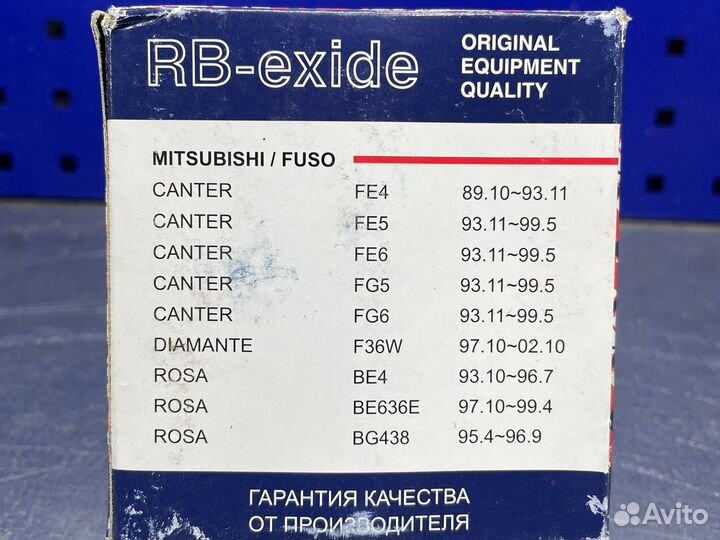 RB-exide
ORIGINAL
EQUIPMENT
QUALITY
MITSUBISHI / FUSO
CANTER FE4 89.10~93.11
CANTER FE5 93.11~99.5
CANTER FE6 93.11~99.5
CANTER FG5 93.11~99.5
CANTER FG6 93.11~99.5
DIAMANTE F36W 97.10~02.10
ROSA BE4 93.10~96.7
ROSA BE636E 97.10~99.4
ROSA BG438 95.4~96.9
ГАРАНТИЯ КАЧЕСТВА
ОТ ПРОИЗВОДИТЕЛЯ
Avito